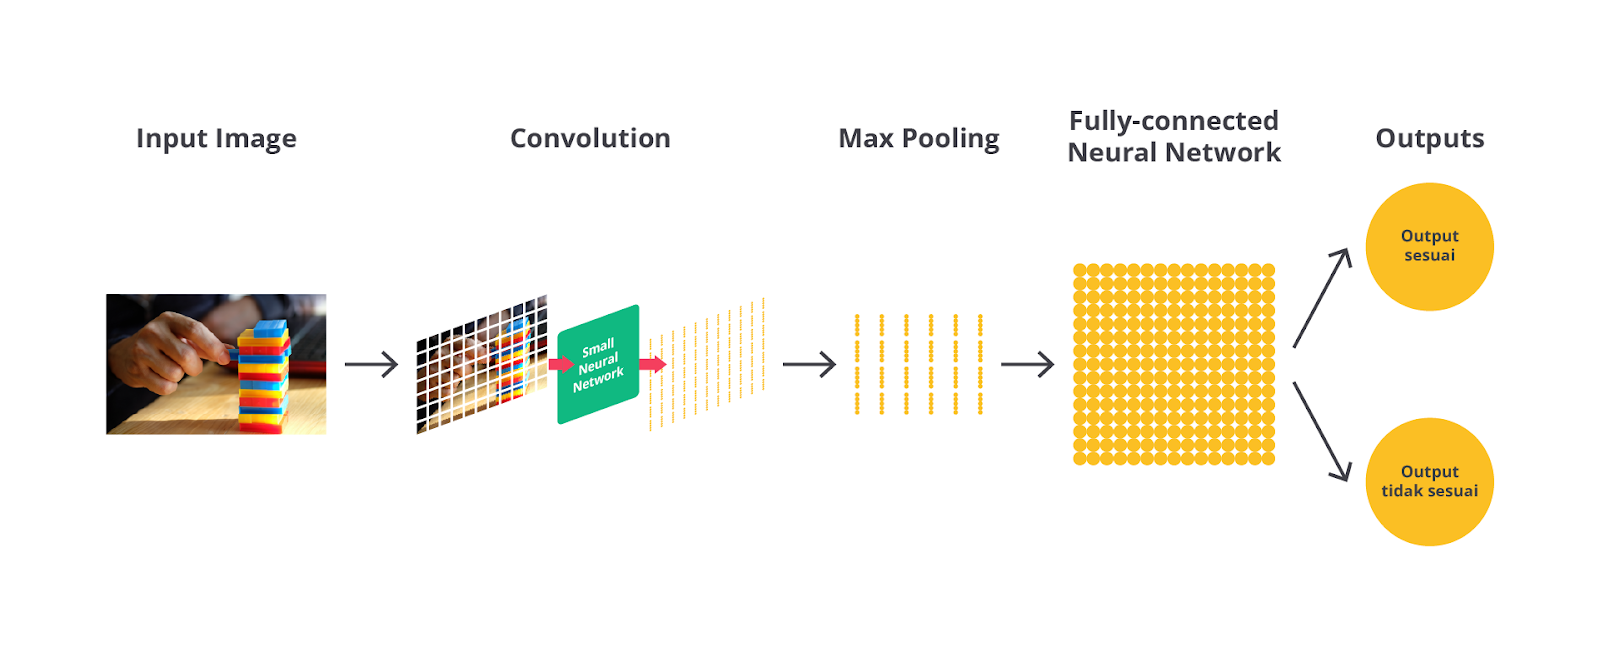 Input Image
Convolution
Max Pooling
Fully-connected
Neural Network
Outputs
Small
Neural
Network
Output
sesuai
Output
tidak sesuai